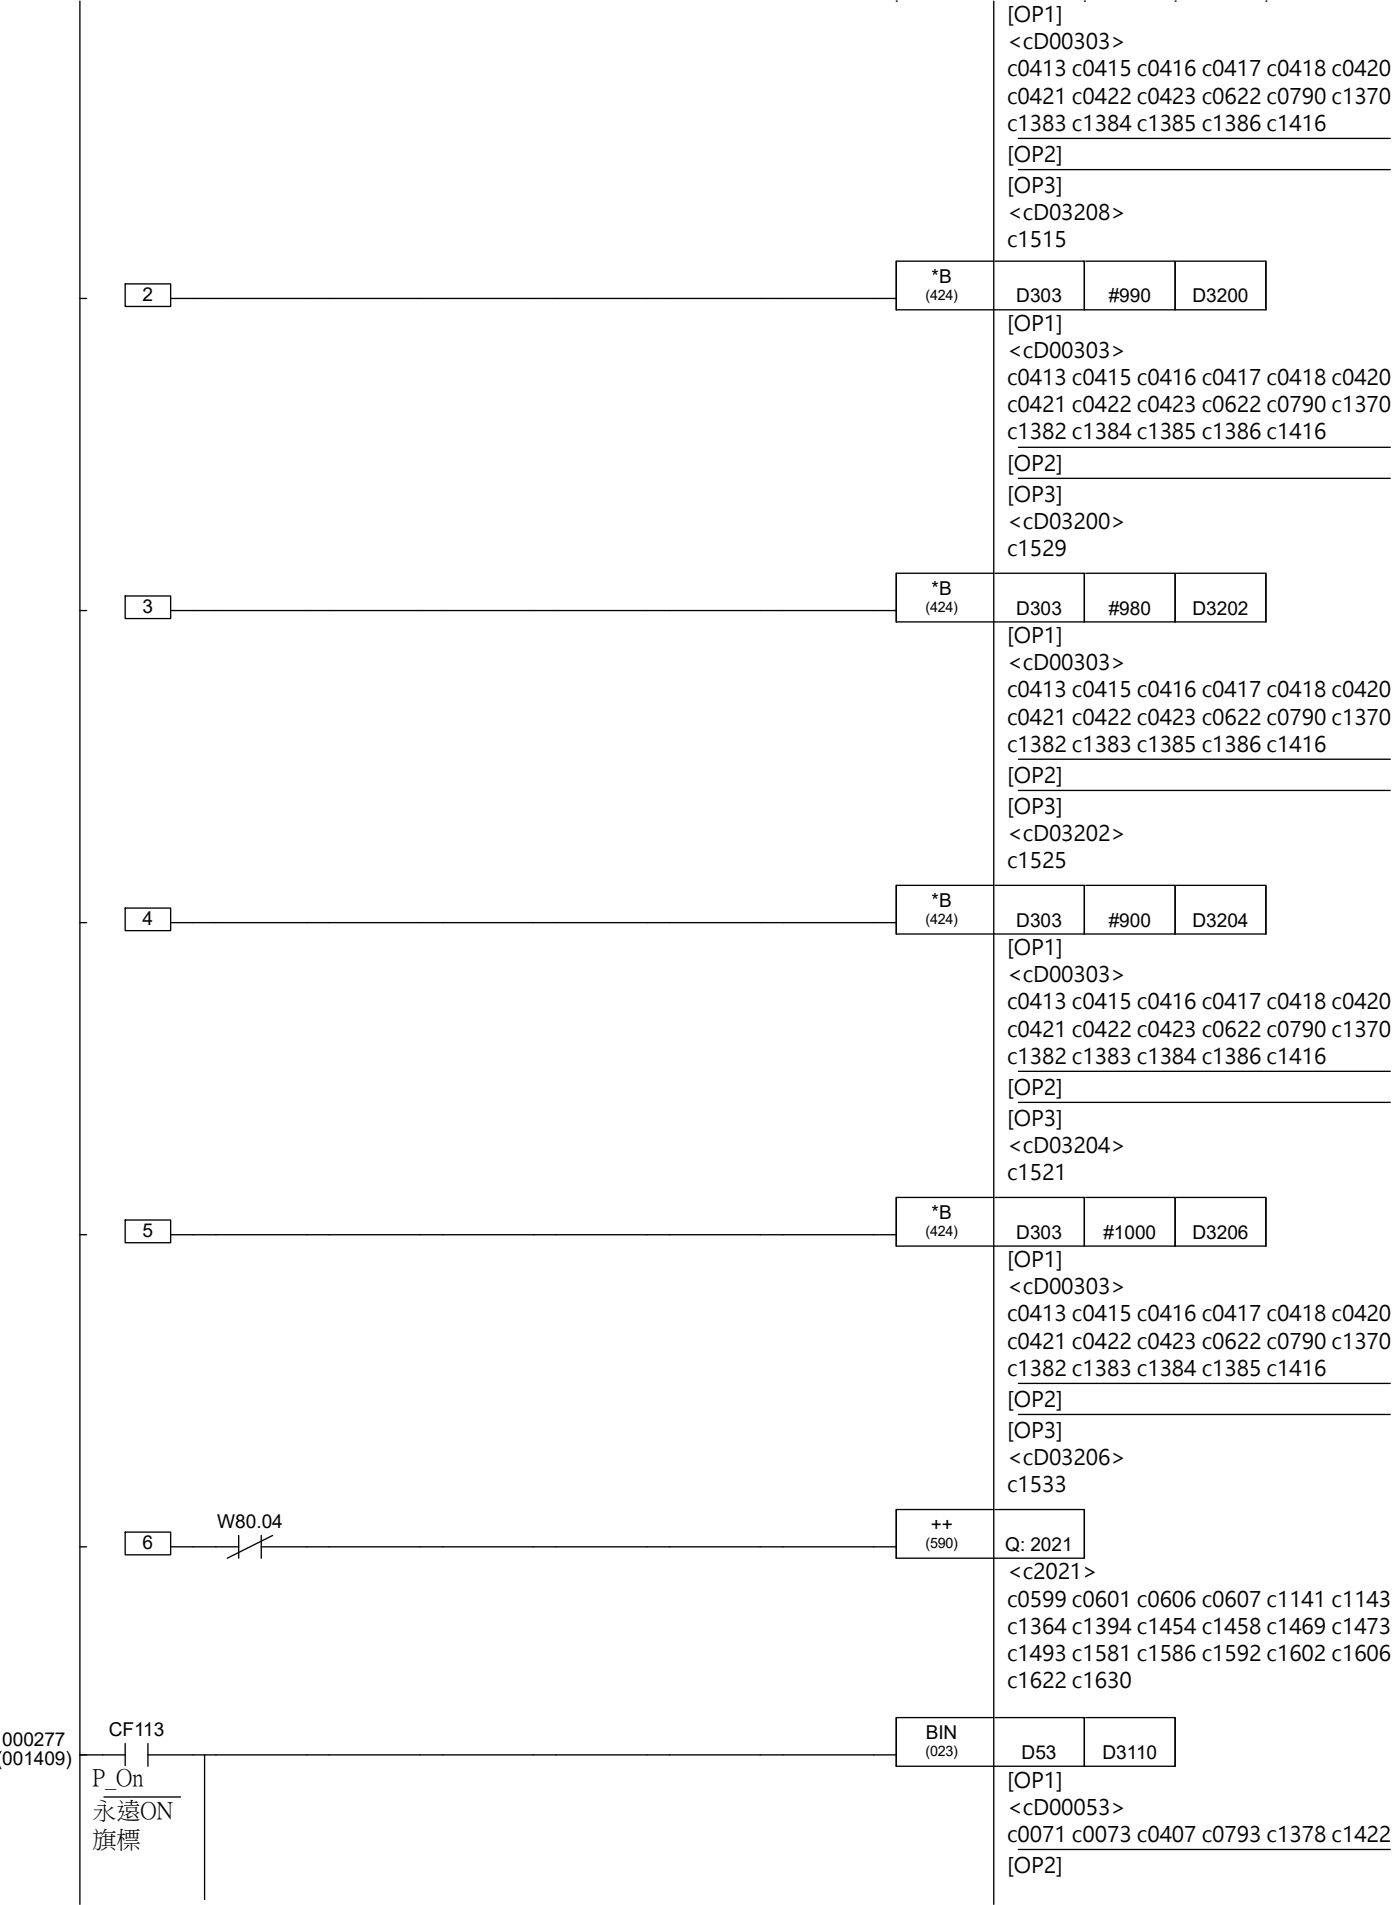 [OP1]
<cD00303>
c0413 c0415 c0416 c0417 c0418 c0420
c0421 c0422 c0423 c0622 c0790 c1370
c1383 c1384 c1385 c1386 c1416
[OP2]
[OP3]
<cD03208>
c1515
2
*B
(424)
D303 #990 D3200
[OP1]
<cD00303>
c0413 c0415 c0416 c0417 c0418 c0420
c0421 c0422 c0423 c0622 c0790 c1370
c1382 c1384 c1385 c1386 c1416
[OP2]
[OP3]
<cD03200>
c1529
3
*B
(424)
D303 #980 D3202
[OP1]
<cD00303>
c0413 c0415 c0416 c0417 c0418 c0420
c0421 c0422 c0423 c0622 c0790 c1370
c1382 c1383 c1385 c1386 c1416
[OP2]
[OP3]
<cD03202>
c1525
4
*B
(424)
D303 #900 D3204
[OP1]
<cD00303>
c0413 c0415 c0416 c0417 c0418 c0420
c0421 c0422 c0423 c0622 c0790 c1370
c1382 c1383 c1384 c1386 c1416
[OP2]
[OP3]
<cD03204>
c1521
5
*B
(424)
D303 #1000 D3206
[OP1]
<cD00303>
c0413 c0415 c0416 c0417 c0418 c0420
c0421 c0422 c0423 c0622 c0790 c1370
c1382 c1383 c1384 c1385 c1416
[OP2]
[OP3]
<cD03206>
c1533
6
W80.04
++
(590)
Q: 2021
<c2021>
c0599 c0601 c0606 c0607 c1141 c1143
c1364 c1394 c1454 c1458 c1469 c1473
c1493 c1581 c1586 c1592 c1602 c1606
c1622 c1630
000277
(001409)
CF113
P_On
永遠ON
旗標
BIN
(023)
D53 D3110
[OP1]
<cD00053>
c0071 c0073 c0407 c0793 c1378 c1422
[OP2]